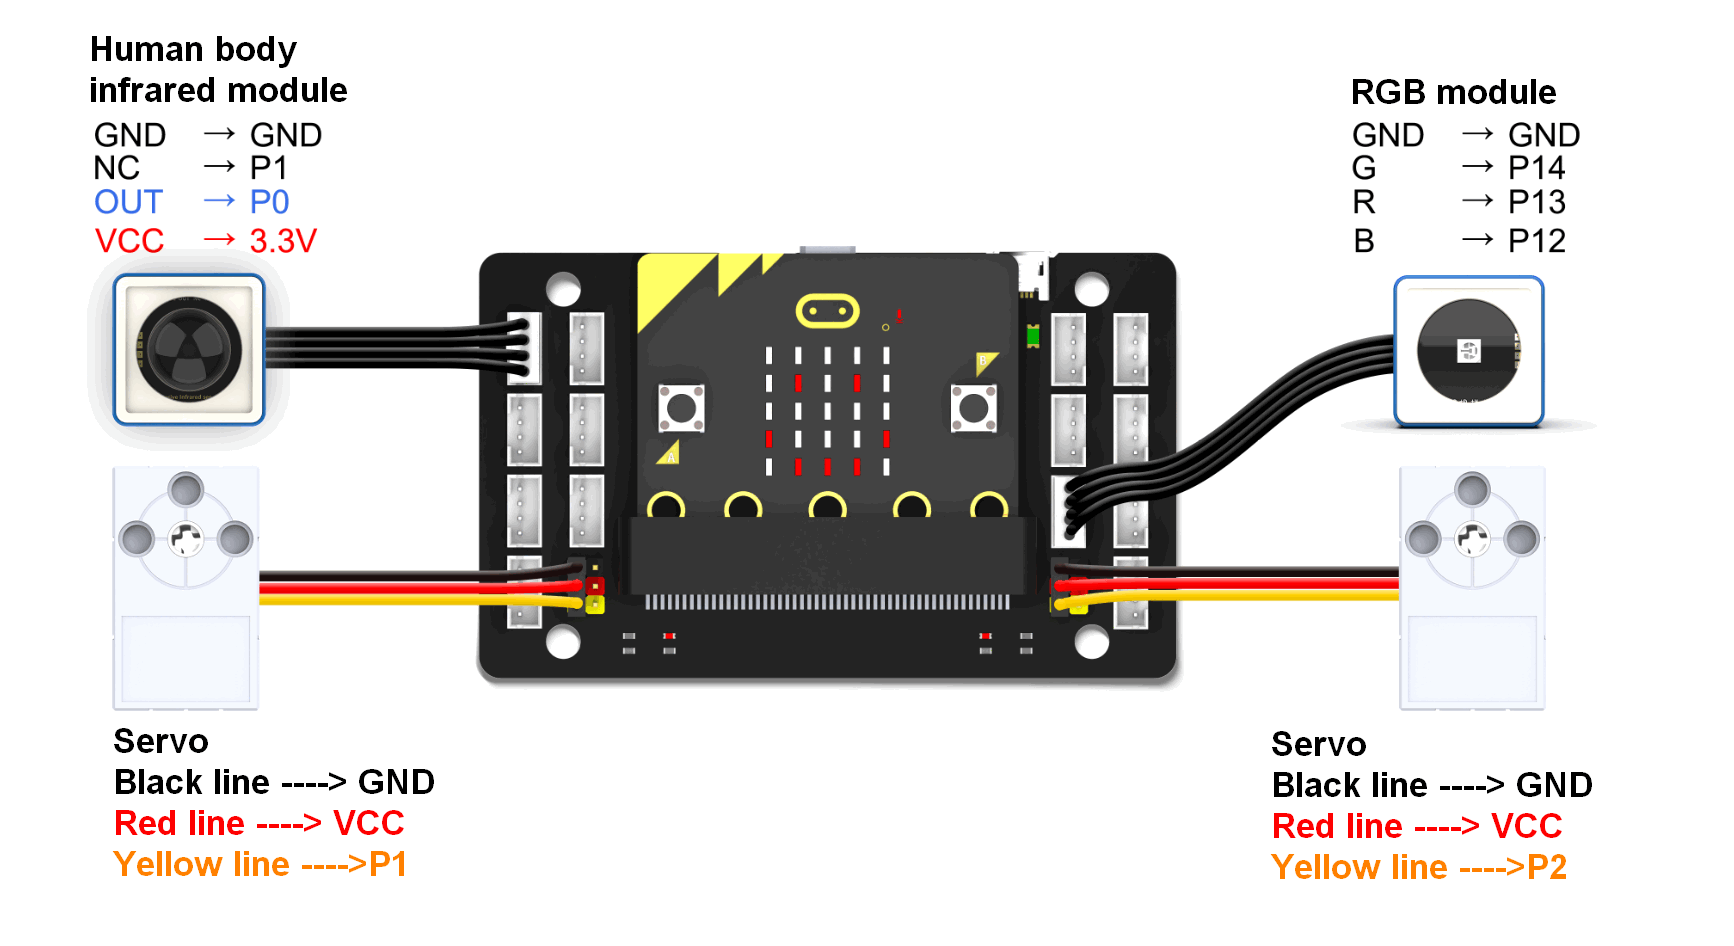 Human body
infrared module
GND → GND
NC → P1
OUT → P0
VCC → 3.3V
RGB module
GND → GND
G → P14
R → P13
B → P12
B
A
Servo
Black line ----> GND
Red line ----> VCC
Yellow line ---->P1
Servo
Black line ----> GND
Red line ----> VCC
Yellow line ---->P2